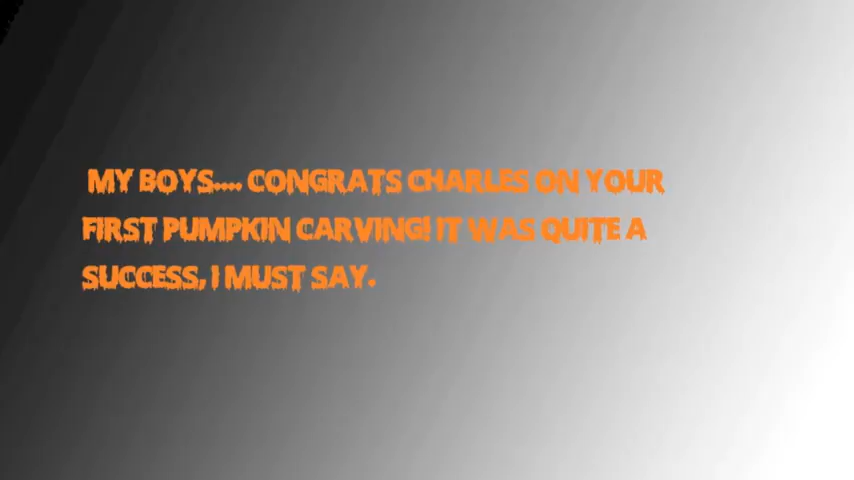 MY BOYS.... CONGRATS CHARLES ON YOUR
FIRST PUMPKIN CARVING! IT WAS QUITE A
SUCCESS, I MUST SAY.